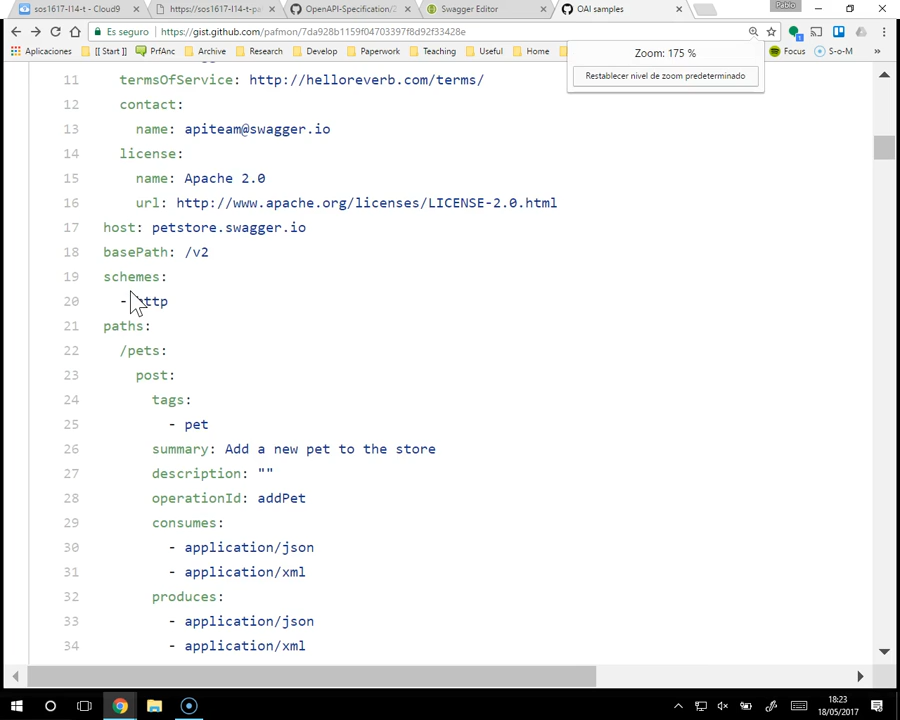 sos1617-l14-t - Cloud9
https://sos1617-l14-t-pa
OpenAPI-Specification/2
Swagger Editor
OAI samples
Pablo
Es seguro
https://gist.github.com/pafmon/7da928b1159f04703397f8d92f33428e
Aplicaciones
[[ Start ]]
PrfAnc
Archive
Research
Develop
Paperwork
Teaching
Useful
Home
Focus
S-o-M
»
Zoom: 175 %
Restablecer nivel de zoom predeterminado
11 termsOfService: http://helloreverb.com/terms/
12 contact:
13 name: apiteam@swagger.io
14 license:
15 name: Apache 2.0
16 url: http://www.apache.org/licenses/LICENSE-2.0.html
17 host: petstore.swagger.io
18 basePath: /v2
19 schemes:
20 - http
21 paths:
22 /pets:
23 post:
24 tags:
25 - pet
26 summary: Add a new pet to the store
27 description: ""
28 operationId: addPet
29 consumes:
30 - application/json
31 - application/xml
32 produces:
33 - application/json
34 - application/xml
18:23
18/05/2017